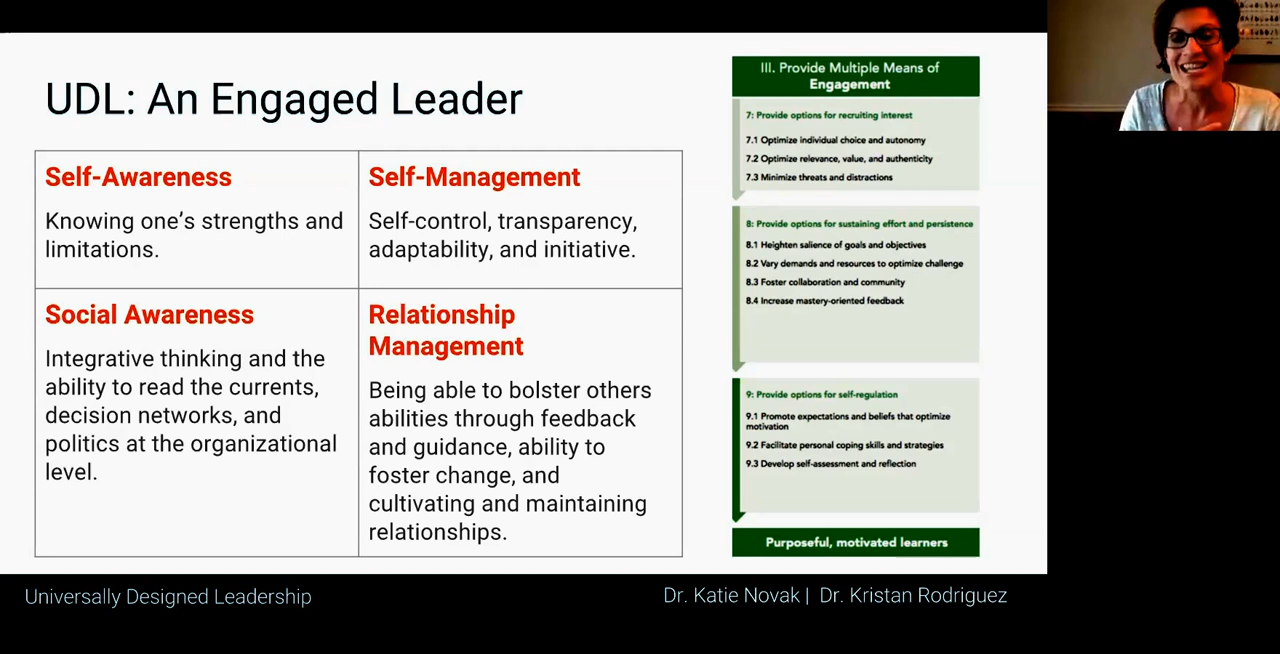 UDL: An Engaged Leader
Self-Awareness
Knowing one's strengths and
limitations.
Self-Management
Self-control, transparency,
adaptability, and initiative.
Social Awareness
Integrative thinking and the
ability to read the currents,
decision networks, and
politics at the organizational
level.
Relationship
Management
Being able to bolster others
abilities through feedback
and guidance, ability to
foster change, and
cultivating and maintaining
relationships.
III. Provide Multiple Means of
Engagement
7: Provide options for recruiting interest
7.1 Optimize individual choice and autonomy
7.2 Optimize relevance, value, and authenticity
7.3 Minimize threats and distractions
8: Provide options for sustaining effort and persistence
8.1 Heighten salience of goals and objectives
8.2 Vary demands and resources to optimize challenge
8.3 Foster collaboration and community
8.4 Increase mastery-oriented feedback
9: Provide options for self-regulation
9.1 Promote expectations and beliefs that optimize
motivation
9.2 Facilitate personal coping skills and strategies
9.3 Develop self-assessment and reflection
Purposeful, motivated learners
Universally Designed Leadership
Dr. Katie Novak | Dr. Kristan Rodriguez